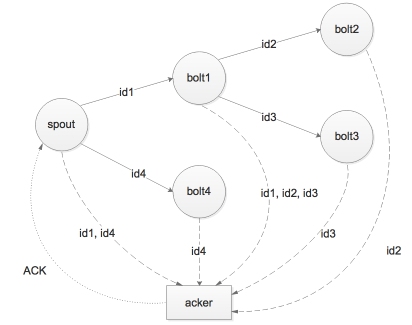 bolt2
id2
bolt1
id1
spout
id3
bolt3
id4
bolt4
id1, id2, id3
id1, id4
id3
id4
id2
ACK
acker